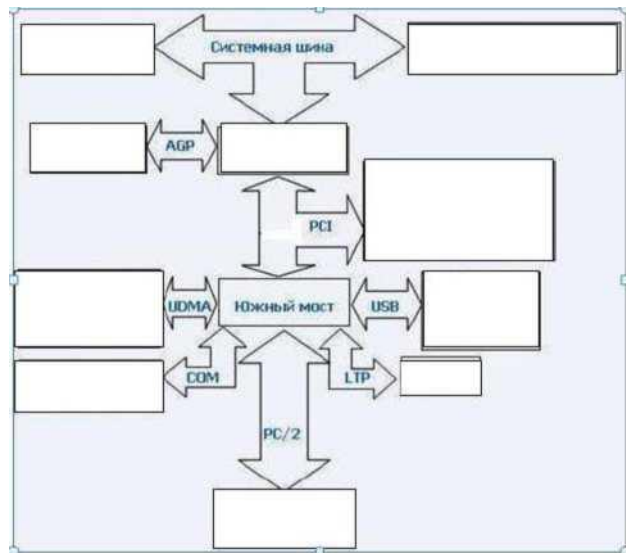 Системная шина
AGP
PCI
UDMA
Южный мост
USB
COM
LTP
PC/2